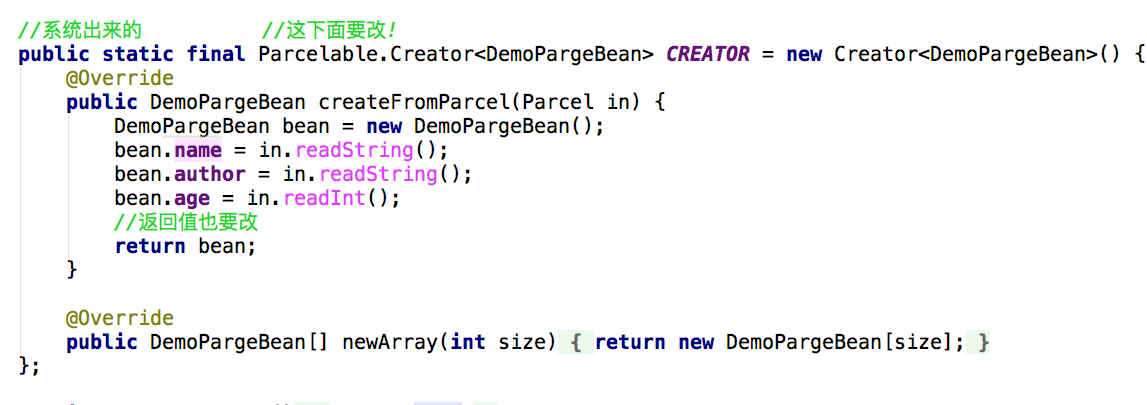 //系统出来的          //这下面要改!
public static final Parcelable.Creator<DemoPargeBean> CREATOR = new Creator<DemoPargeBean>() {
    @Override
    public DemoPargeBean createFromParcel(Parcel in) {
        DemoPargeBean bean = new DemoPargeBean();
        bean.name = in.readString();
        bean.author = in.readString();
        bean.age = in.readInt();
        //返回值也要改
        return bean;
    }

    @Override
    public DemoPargeBean[] newArray(int size) { return new DemoPargeBean[size]; }
};